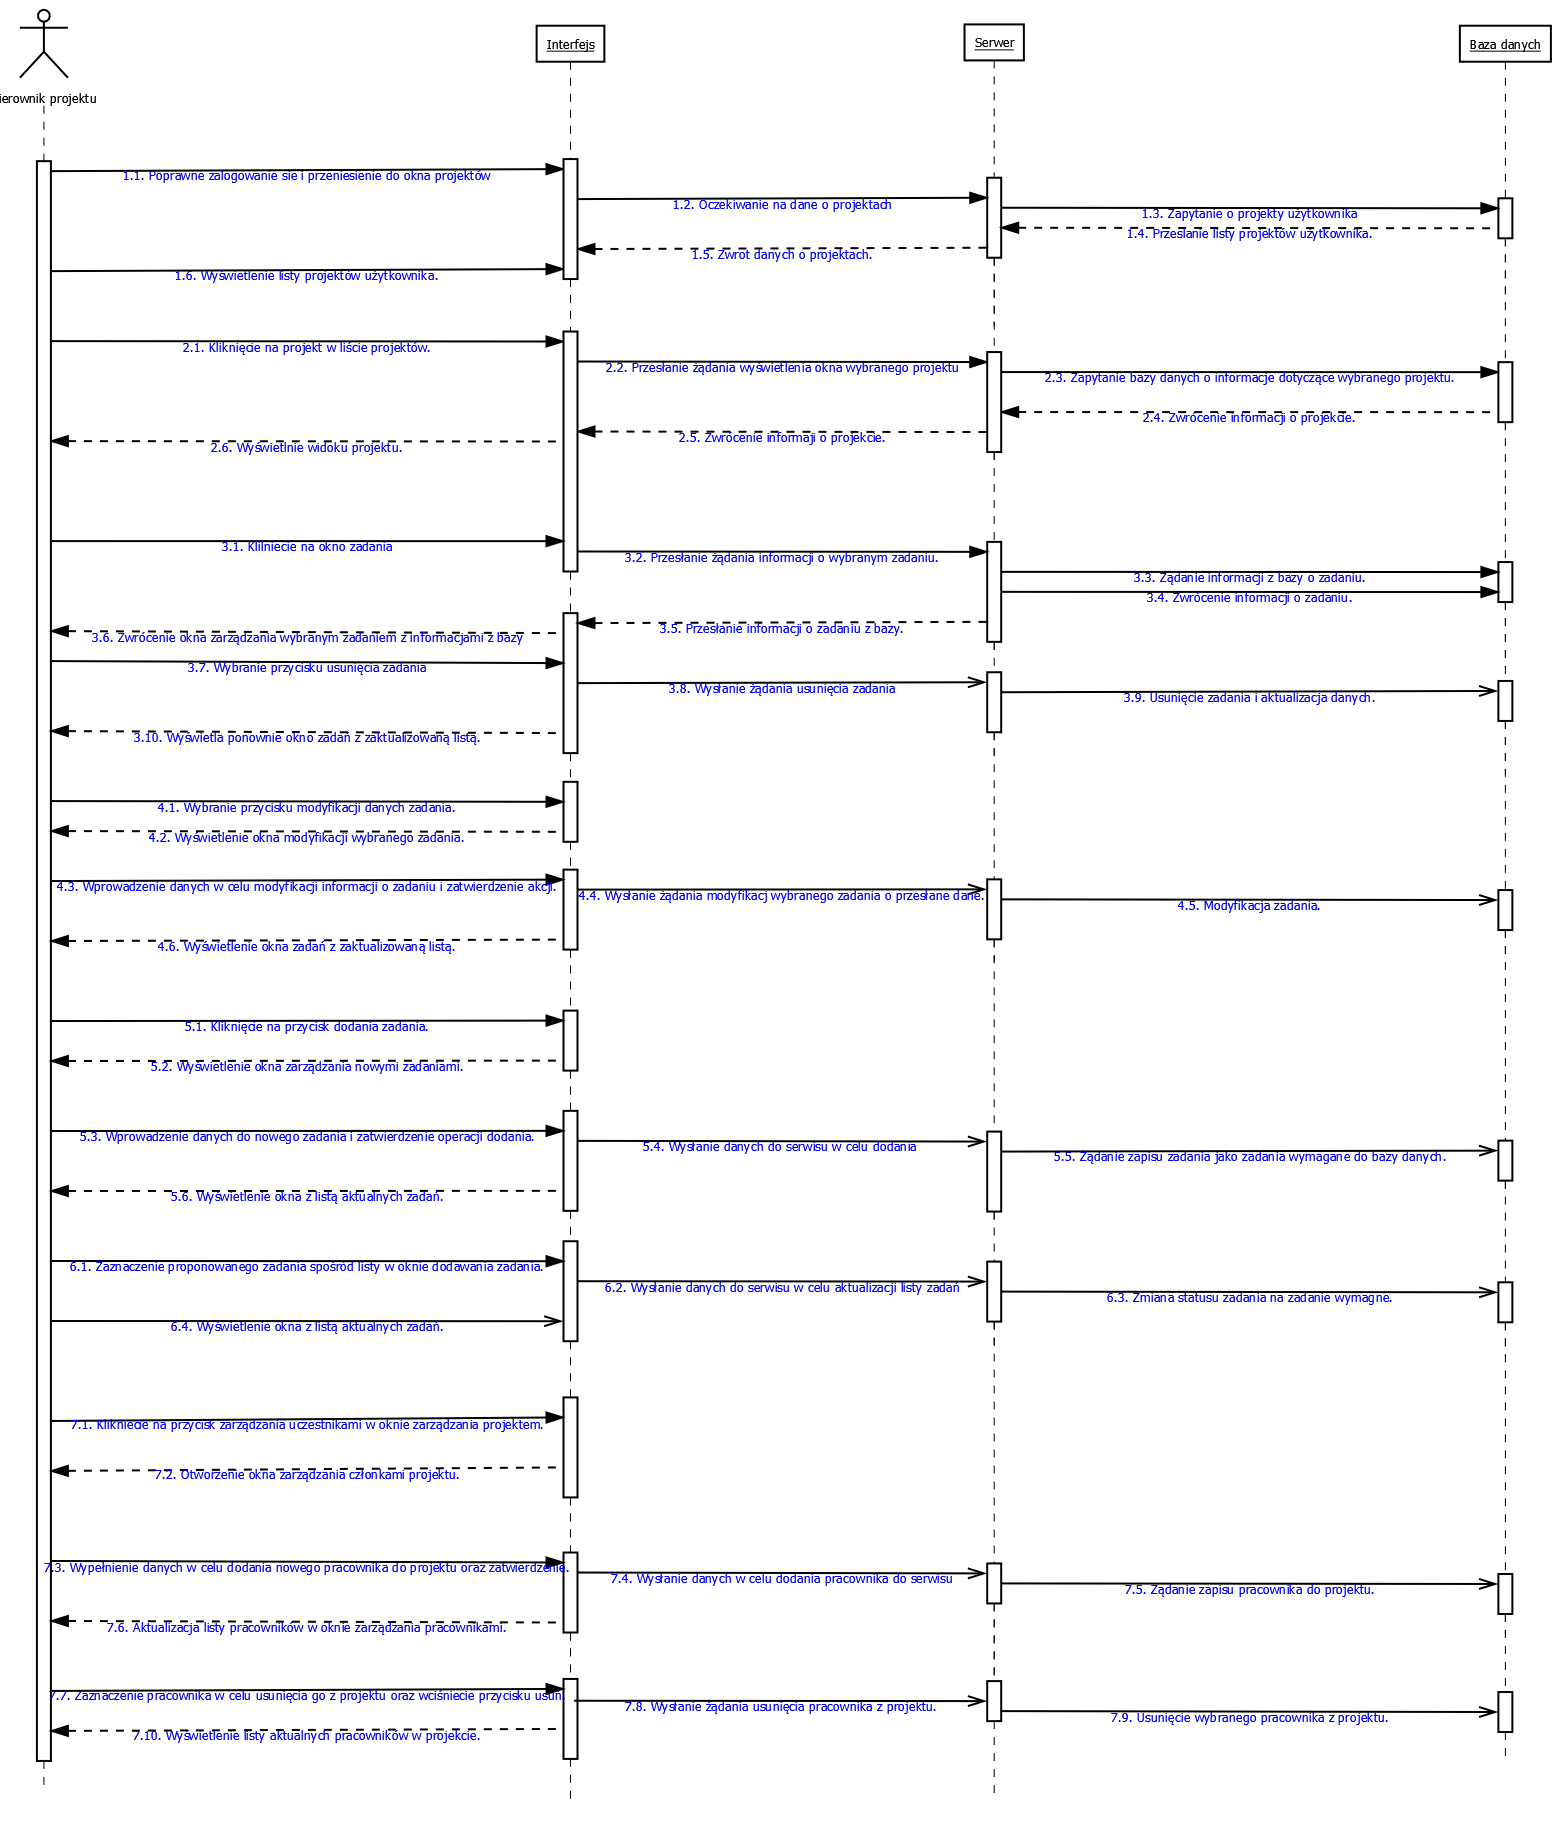 Interfejs
Serwer
Baza danych
ierownik projektu
1.1. Poprawne zalogowanie sie i przeniesienie do okna projektów
1.2. Oczekiwanie na dane o projektach
1.3. Zapytanie o projekty użytkownika
1.4. Przesłanie listy projektów użytkownika.
1.5. Zwrot danych o projektach.
1.6. Wyświetlenie listy projektów użytkownika.
2.1. Kliknięcie na projekt w liście projektów.
2.2. Przesłanie żądania wyświetlenia okna wybranego projektu
2.3. Zapytanie bazy danych o informacje dotyczące wybranego projektu.
2.4. Zwrócenie informacji o projekcie.
2.5. Zwrócenie informaji o projekcie.
2.6. Wyświetlnie widoku projektu.
3.1. Klilniecie na okno zadania
3.2. Przesłanie żądania informacji o wybranym zadaniu.
3.3. Żądanie informacji z bazy o zadaniu.
3.4. Zwrócenie informacji o zadaniu.
3.5. Przesłanie informacji o zadaniu z bazy.
3.6. Zwrócenie okna zarządzania wybranym zadaniem z informacjami z bazy
3.7. Wybranie przycisku usunięcia zadania
3.8. Wysłanie żądania usunięcia zadania
3.9. Usunięcie zadania i aktualizacja danych.
3.10. Wyświetla ponownie okno zadań z zaktualizowaną listą.
4.1. Wybranie przycisku modyfikacji danych zadania.
4.2. Wyświetlenie okna modyfikacji wybranego zadania.
4.3. Wprowadzenie danych w celu modyfikacji informacji o zadaniu i zatwierdzenie akcji.
4.4. Wysłanie żądania modyfikacj wybranego zadania o przesłane dane.
4.5. Modyfikacja zadania.
4.6. Wyświetlenie okna zadań z zaktualizowaną listą.
5.1. Kliknięcie na przycisk dodania zadania.
5.2. Wyświetlenie okna zarządzania nowymi zadaniami.
5.3. Wprowadzenie danych do nowego zadania i zatwierdzenie operacji dodania.
5.4. Wysłanie danych do serwisu w celu dodania
5.5. Żądanie zapisu zadania jako zadania wymagane do bazy danych.
5.6. Wyświetlenie okna z listą aktualnych zadań.
6.1. Zaznaczenie proponowanego zadania spośród listy w oknie dodawania zadania.
6.2. Wysłanie danych do serwisu w celu aktualizacji listy zadań
6.3. Zmiana statusu zadania na zadanie wymagne.
6.4. Wyświetlenie okna z listą aktualnych zadań.
7.1. Klikniecie na przycisk zarządzania uczestnikami w oknie zarządzania projektem.
7.2. Otworzenie okna zarządzania członkami projektu.
7.3. Wypełnienie danych w celu dodania nowego pracownika do projektu oraz zatwierdzenie.
7.4. Wysłanie danych w celu dodania pracownika do serwisu
7.5. Żądanie zapisu pracownika do projektu.
7.6. Aktualizacja listy pracowników w oknie zarządzania pracownikami.
7.7. Zaznaczenie pracownika w celu usunięcia go z projektu oraz wciśniecie przycisku usuń.
7.8. Wysłanie żądania usunięcia pracownika z projektu.
7.9. Usunięcie wybranego pracownika z projektu.
7.10. Wyświetlenie listy aktualnych pracowników w projekcie.